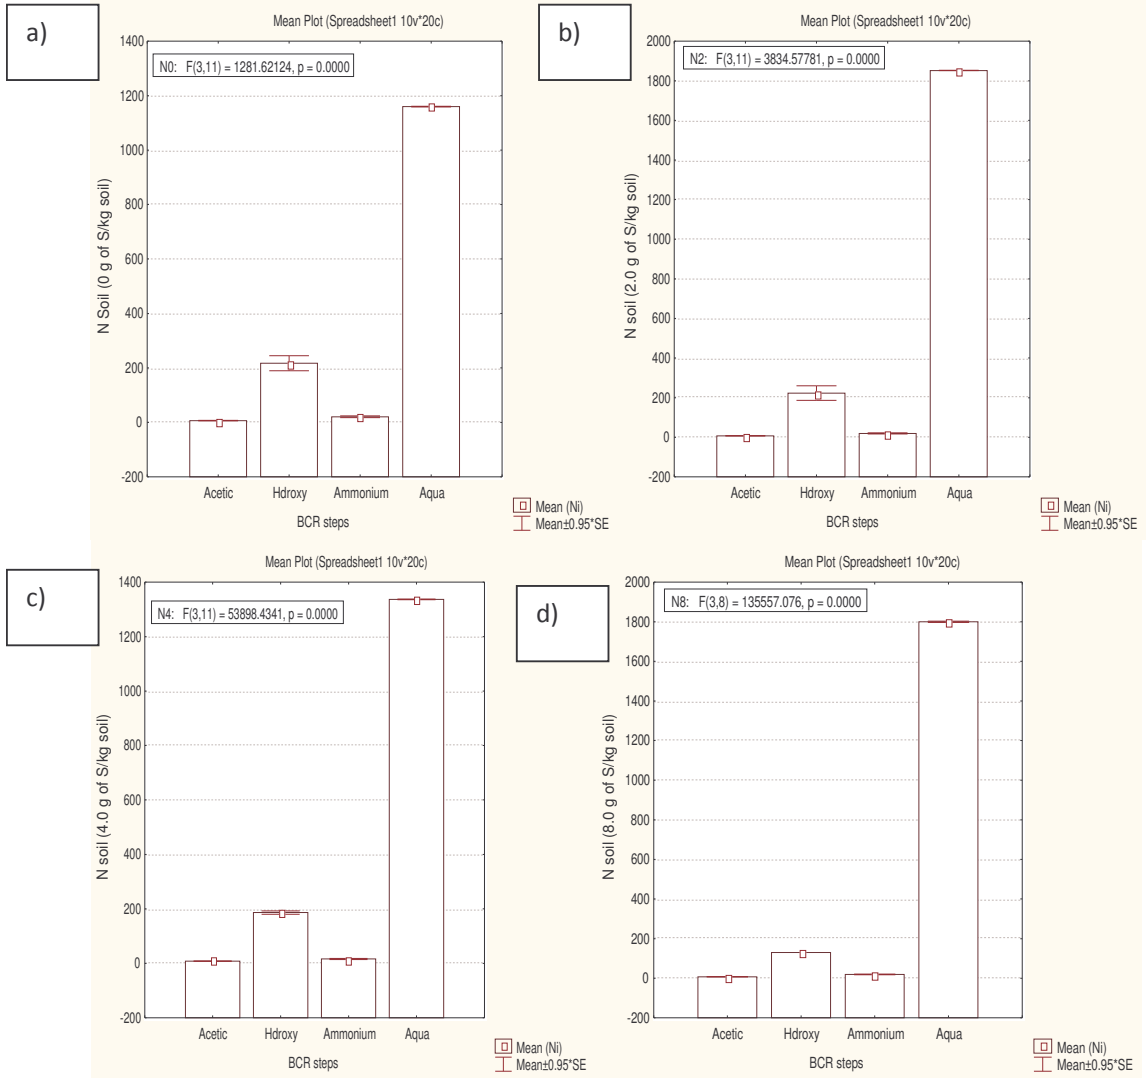 a)
Mean Plot (Spreadsheet1 10v*20c)
N0: F(3,11) = 1281.62124, p = 0.0000
N Soil (0 g of S/kg soil)
1400
1200
1000
800
600
400
200
0
-200
Acetic Hdroxy Ammonium Aqua
BCR steps
Mean (Ni)
Mean±0.95*SE
b)
Mean Plot (Spreadsheet1 10v*20c)
N2: F(3,11) = 3834.57781, p = 0.0000
N soil (2.0 g of S/kg soil)
2000
1800
1600
1400
1200
1000
800
600
400
200
0
-200
Acetic Hdroxy Ammonium Aqua
BCR steps
Mean (Ni)
Mean±0.95*SE
c)
Mean Plot (Spreadsheet1 10v*20c)
N4: F(3,11) = 53898.4341, p = 0.0000
N soil (4.0 g of S/kg soil)
1400
1200
1000
800
600
400
200
0
-200
Acetic Hdroxy Ammonium Aqua
BCR steps
Mean (Ni)
Mean±0.95*SE
d)
Mean Plot (Spreadsheet1 10v*20c)
N8: F(3,8) = 135557.076, p = 0.0000
N soil (8.0 g of S/kg soil)
2000
1800
1600
1400
1200
1000
800
600
400
200
0
-200
Acetic Hdroxy Ammonium Aqua
BCR steps
Mean (Ni)
Mean±0.95*SE